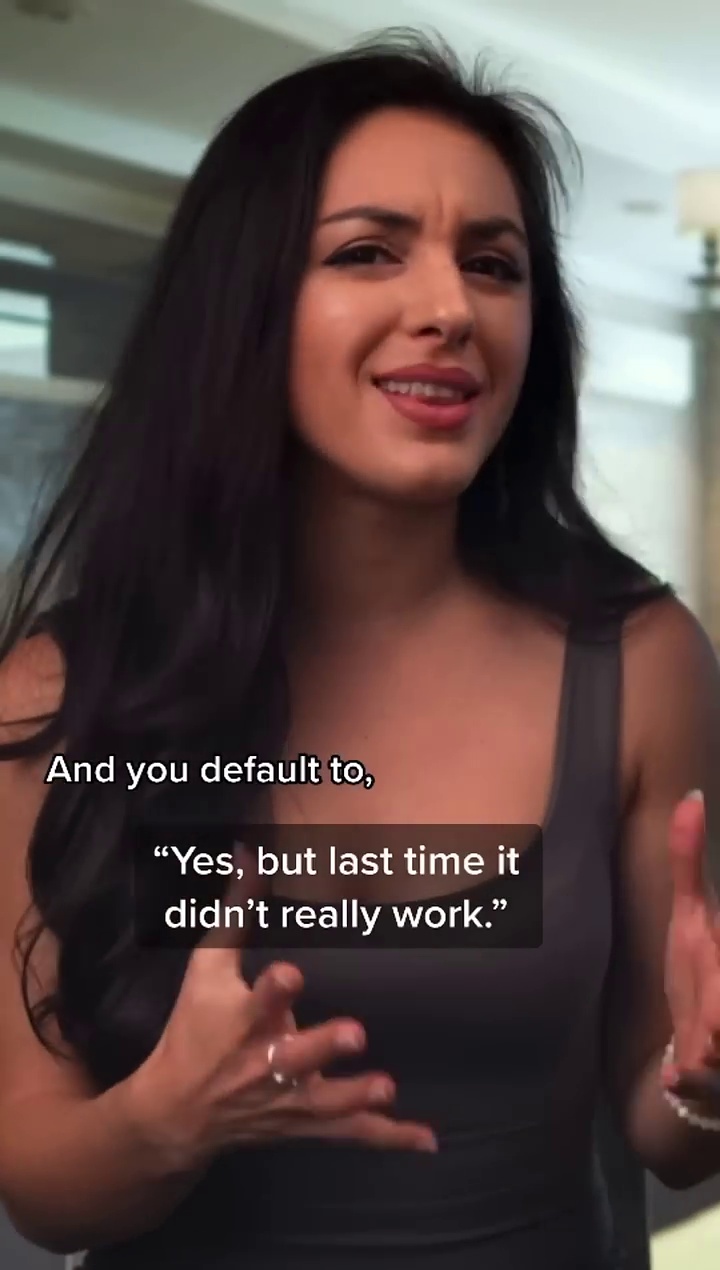 And you default to,
“Yes, but last time it
didn’t really work.”